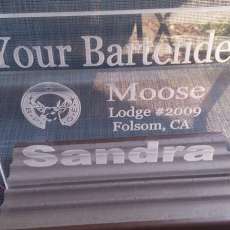 Your Bartende
Moose
Lodge #2009
Folsom, CA
Sandra